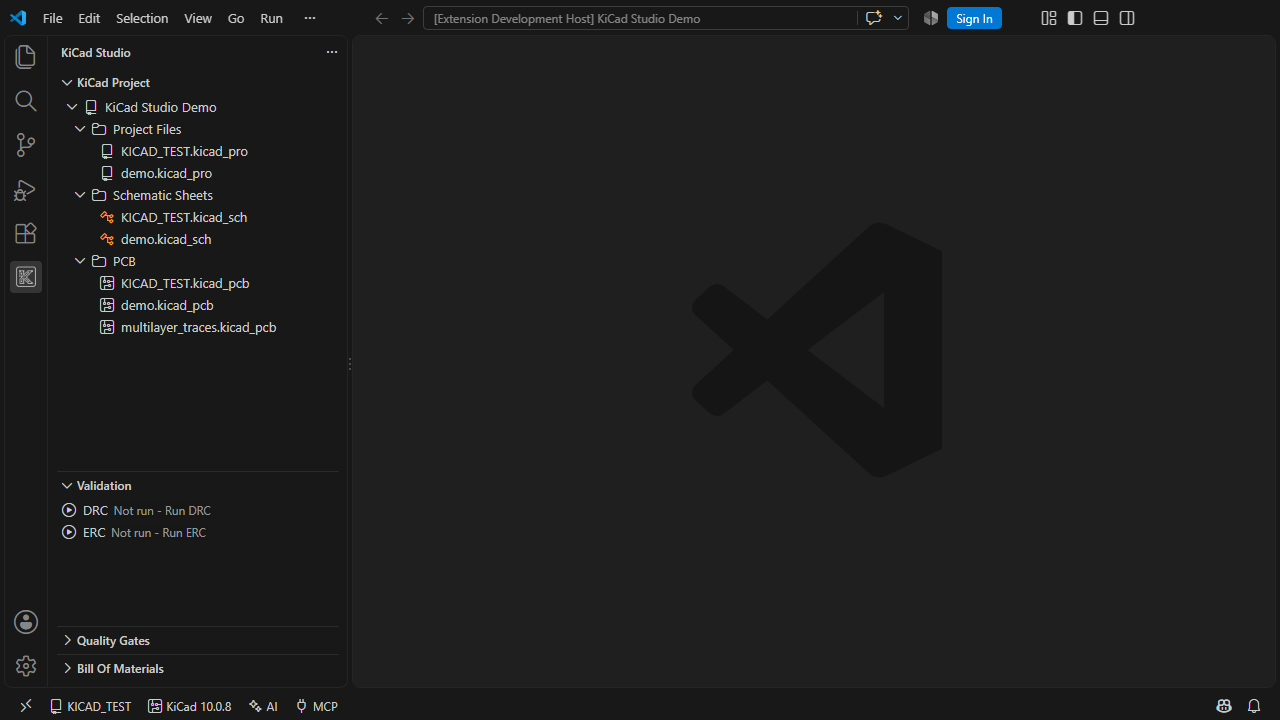 File Edit Selection View Go Run ···
[Extension Development Host] KiCad Studio Demo
Sign In
KiCad Studio ···
KiCad Project
KiCad Studio Demo
Project Files
KICAD_TEST.kicad_pro
demo.kicad_pro
Schematic Sheets
KICAD_TEST.kicad_sch
demo.kicad_sch
PCB
KICAD_TEST.kicad_pcb
demo.kicad_pcb
multilayer_traces.kicad_pcb
Validation
DRC Not run - Run DRC
ERC Not run - Run ERC
Quality Gates
Bill Of Materials
KICAD_TEST KiCad 10.0.8 AI MCP